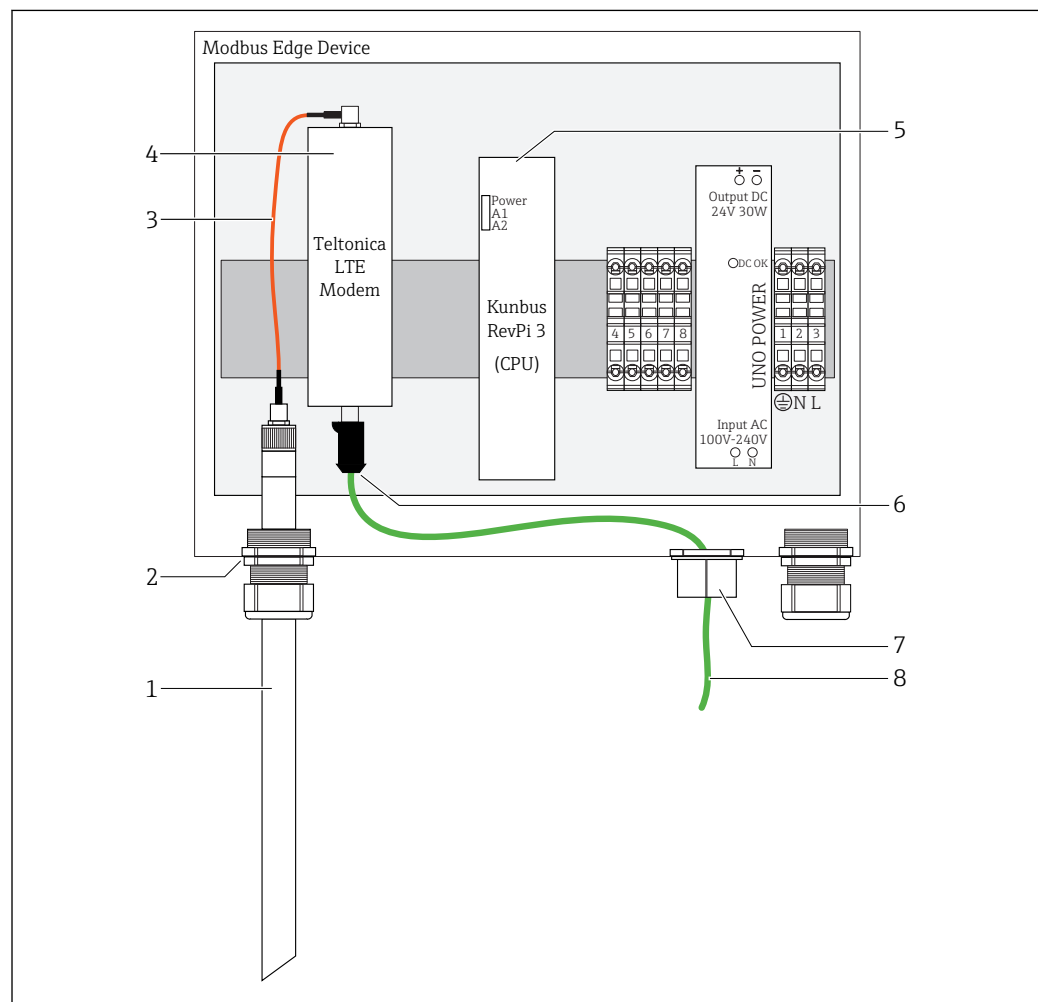 Modbus Edge Device
4
3
Teltonica
LTE
Modem
5
Power
A1
A2
Kunbus
RevPi 3
(CPU)
4 5 6 7 8
+ −
Output DC
24V 30W
DC OK
UNO POWER
Input AC
100V-240V
L N
1 2 3
N L
6
2
7
1
8